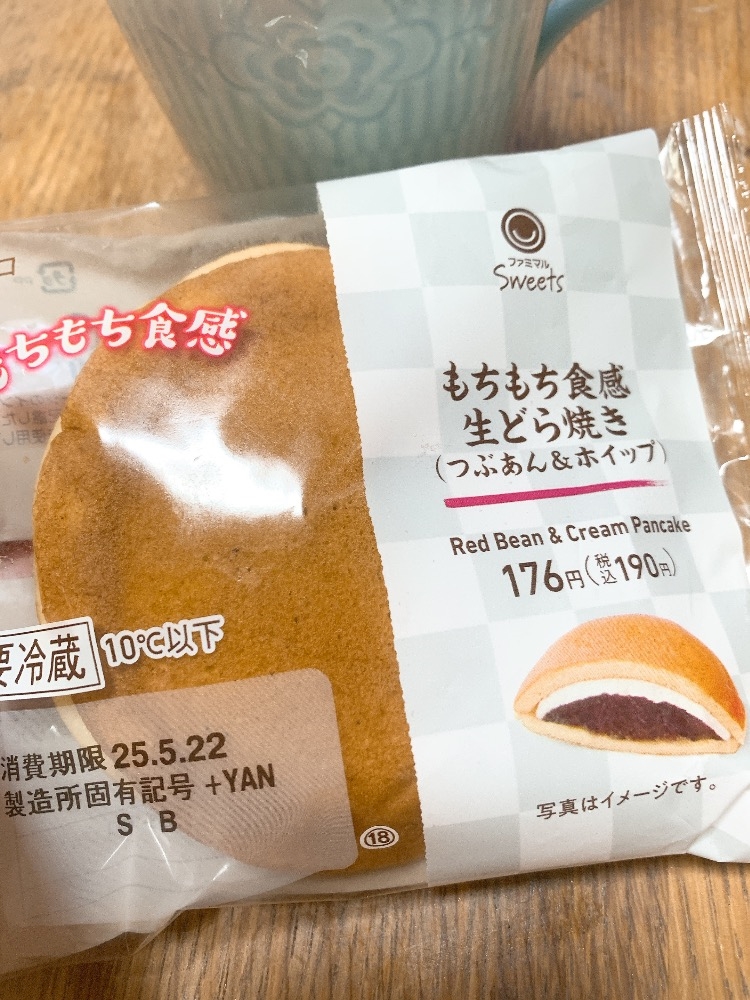 ファミマル
Sweets
もちもち食感
もちもち食感
生どら焼き
(つぶあん&ホイップ)
Red Bean & Cream Pancake
176円(税込190円)
要冷蔵 10℃以下
消費期限 25.5.22
製造所固有記号 +YAN
S B
18
写真はイメージです。